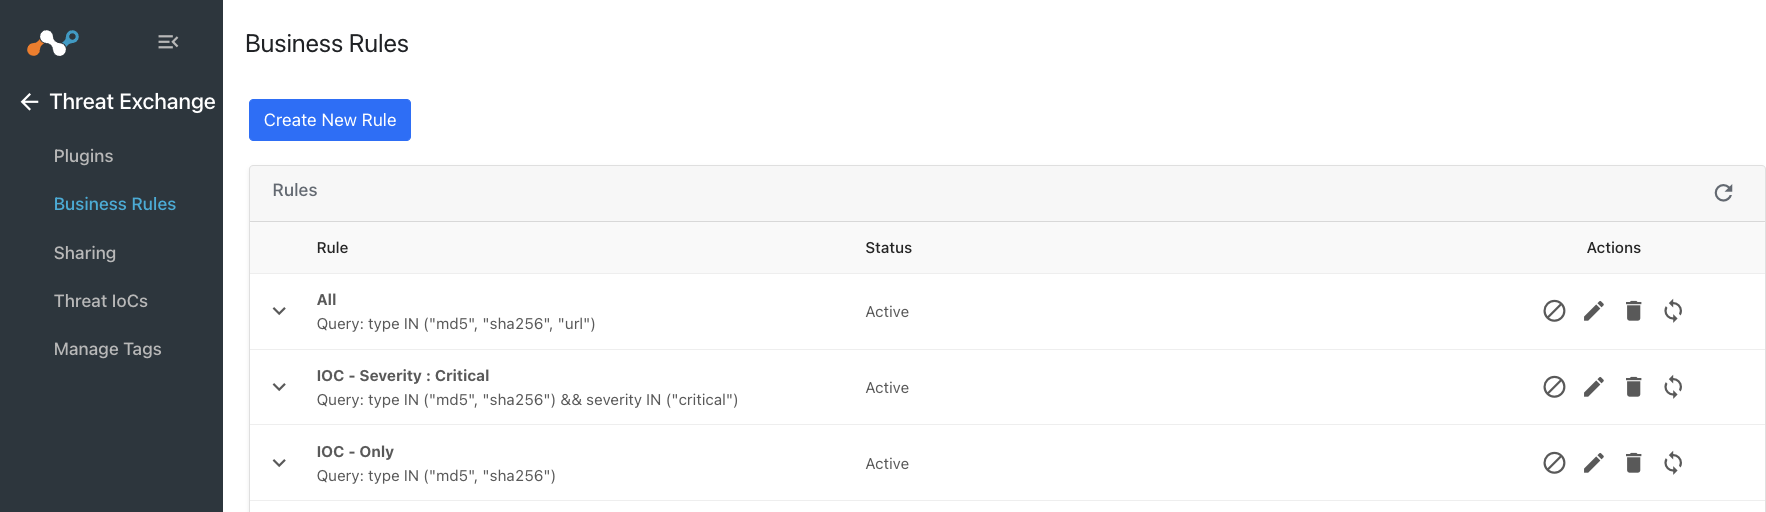 Business Rules
Threat Exchange
Plugins
Business Rules
Sharing
Threat IoCs
Manage Tags
Create New Rule
Rules
Rule Status Actions
All
Query: type IN ("md5", "sha256", "url")
Active
IOC - Severity : Critical
Query: type IN ("md5", "sha256") && severity IN ("critical")
Active
IOC - Only
Query: type IN ("md5", "sha256")
Active